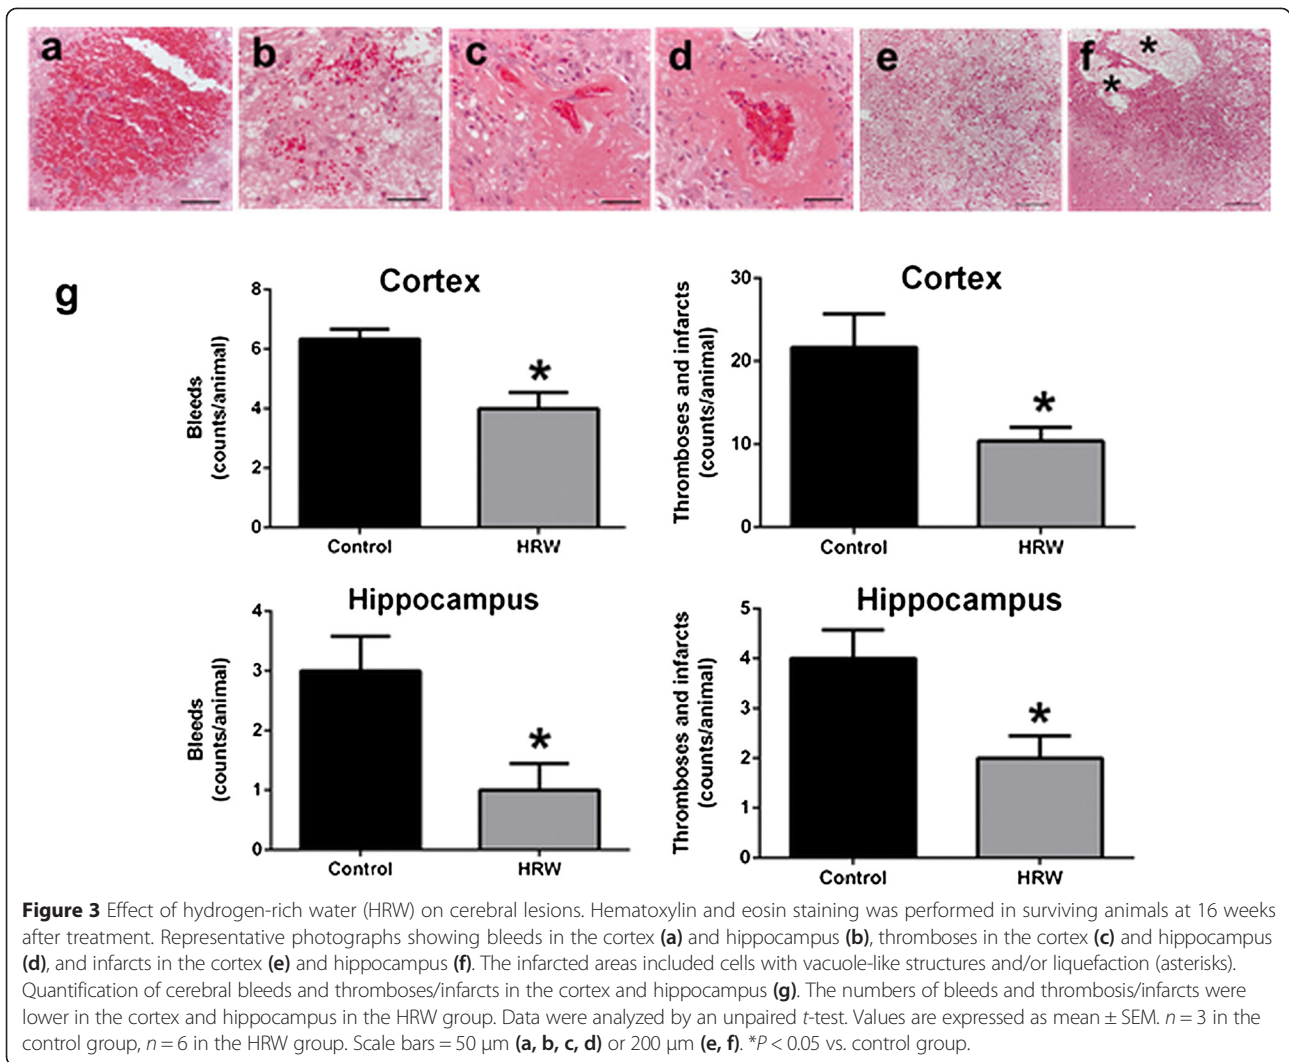 a b c d e f
* *
g
Cortex
Bleeds
(counts/animal)
8
6
4
2
0
*
Control HRW
Cortex
Thromboses and infarcts
(counts/animal)
30
20
10
0
*
Control HRW
Hippocampus
Bleeds
(counts/animal)
4
3
2
1
0
*
Control HRW
Hippocampus
Thromboses and infarcts
(counts/animal)
5
4
3
2
1
0
*
Control HRW
Figure 3 Effect of hydrogen-rich water (HRW) on cerebral lesions. Hematoxylin and eosin staining was performed in surviving animals at 16 weeks
after treatment. Representative photographs showing bleeds in the cortex (a) and hippocampus (b), thromboses in the cortex (c) and hippocampus
(d), and infarcts in the cortex (e) and hippocampus (f). The infarcted areas included cells with vacuole-like structures and/or liquefaction (asterisks).
Quantification of cerebral bleeds and thromboses/infarcts in the cortex and hippocampus (g). The numbers of bleeds and thrombosis/infarcts were
lower in the cortex and hippocampus in the HRW group. Data were analyzed by an unpaired t-test. Values are expressed as mean ± SEM. n = 3 in the
control group, n = 6 in the HRW group. Scale bars = 50 μm (a, b, c, d) or 200 μm (e, f). *P < 0.05 vs. control group.